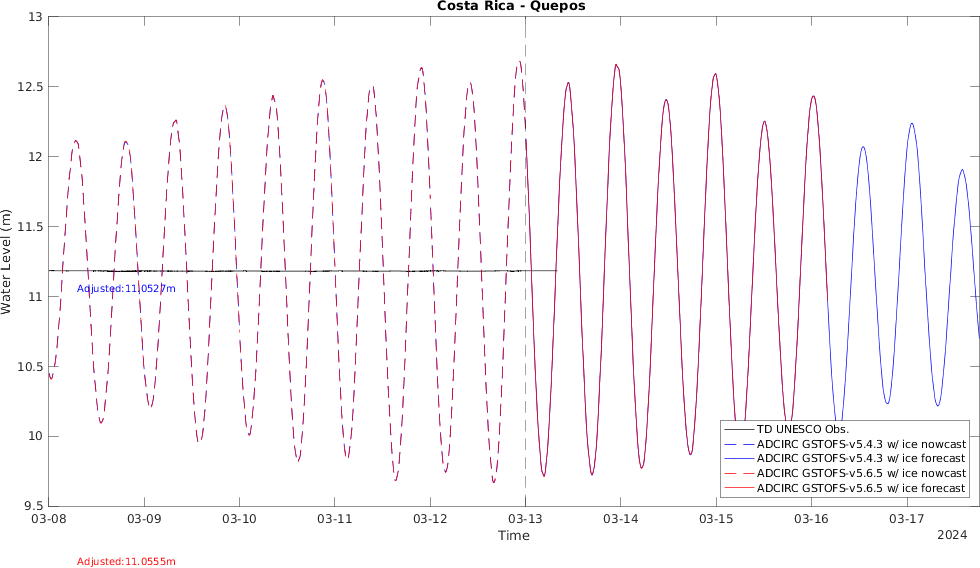 Costa Rica - Quepos
13
12.5
12
11.5
11
10.5
10
9.5
Water Level (m)
Adjusted:11.0527m
TD UNESCO Obs.
ADCIRC GSTOFS-v5.4.3 w/ ice nowcast
ADCIRC GSTOFS-v5.4.3 w/ ice forecast
ADCIRC GSTOFS-v5.6.5 w/ ice nowcast
ADCIRC GSTOFS-v5.6.5 w/ ice forecast
03-08 03-09 03-10 03-11 03-12 03-13 03-14 03-15 03-16 03-17
Time
2024
Adjusted:11.0555m